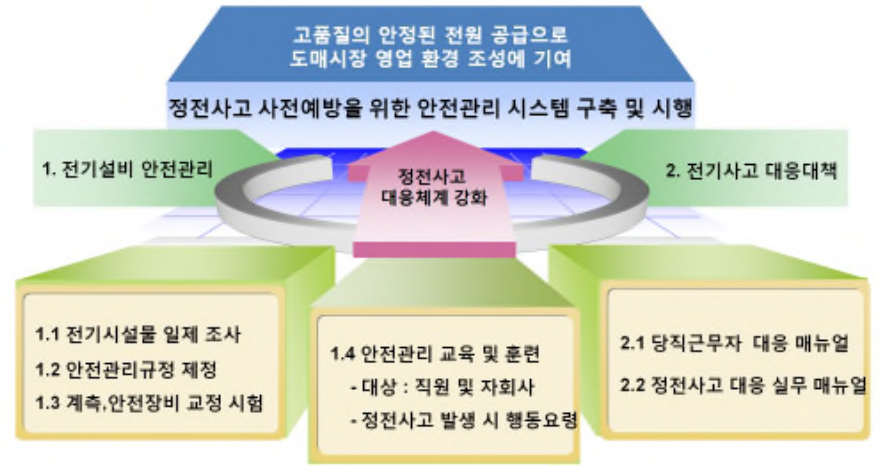 고품질의 안정된 전원 공급으로
도매시장 영업 환경 조성에 기여
정전사고 사전예방을 위한 안전관리 시스템 구축 및 시행
1. 전기설비 안전관리
정전사고
대응체계 강화
2. 전기사고 대응대책
1.1 전기시설물 일제 조사
1.2 안전관리규정 제정
1.3 계측,안전장비 교정 시험
1.4 안전관리 교육 및 훈련
- 대상 : 직원 및 자회사
- 정전사고 발생 시 행동요령
2.1 당직근무자 대응 매뉴얼
2.2 정전사고 대응 실무 매뉴얼